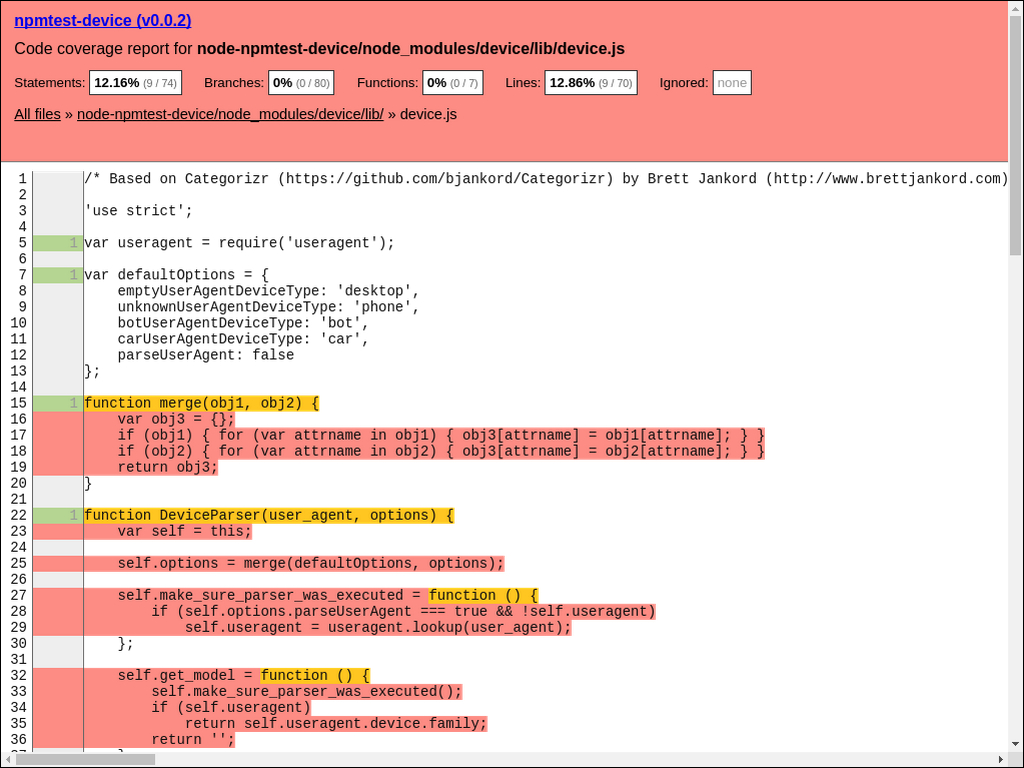 npmtest-device (v0.0.2)
Code coverage report for node-npmtest-device/node_modules/device/lib/device.js
Statements: 12.16% (9 / 74) Branches: 0% (0 / 80) Functions: 0% (0 / 7) Lines: 12.86% (9 / 70) Ignored: none
All files » node-npmtest-device/node_modules/device/lib/ » device.js
1 /* Based on Categorizr (https://github.com/bjankord/Categorizr) by Brett Jankord (http://www.brettjankord.com)
2
3 'use strict';
4
5 1 var useragent = require('useragent');
6
7 1 var defaultOptions = {
8     emptyUserAgentDeviceType: 'desktop',
9     unknownUserAgentDeviceType: 'phone',
10     botUserAgentDeviceType: 'bot',
11     carUserAgentDeviceType: 'car',
12     parseUserAgent: false
13 };
14
15 1 function merge(obj1, obj2) {
16     var obj3 = {};
17     if (obj1) { for (var attrname in obj1) { obj3[attrname] = obj1[attrname]; } }
18     if (obj2) { for (var attrname in obj2) { obj3[attrname] = obj2[attrname]; } }
19     return obj3;
20 }
21
22 1 function DeviceParser(user_agent, options) {
23     var self = this;
24
25     self.options = merge(defaultOptions, options);
26
27     self.make_sure_parser_was_executed = function () {
28         if (self.options.parseUserAgent === true && !self.useragent)
29             self.useragent = useragent.lookup(user_agent);
30     };
31
32     self.get_model = function () {
33         self.make_sure_parser_was_executed();
34         if (self.useragent)
35             return self.useragent.device.family;
36         return '';